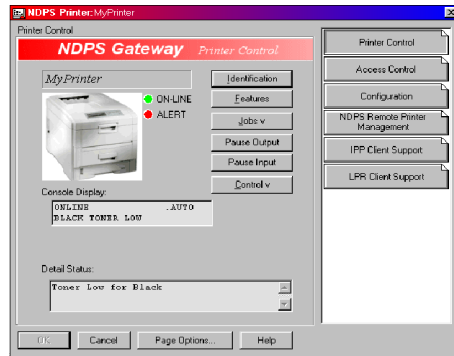 NDPS Printer:MyPrinter
Printer Control
NDPS Gateway Printer Control
MyPrinter
ON-LINE
ALERT
Identification
Features
Jobs v
Pause Output
Pause Input
Control v
Console Display:
ONLINE .AUTO
BLACK TONER LOW
Detail Status:
Toner Low for Black
OK
Cancel
Page Options...
Help
Printer Control
Access Control
Configuration
NDPS Remote Printer
Management
IPP Client Support
LPR Client Support